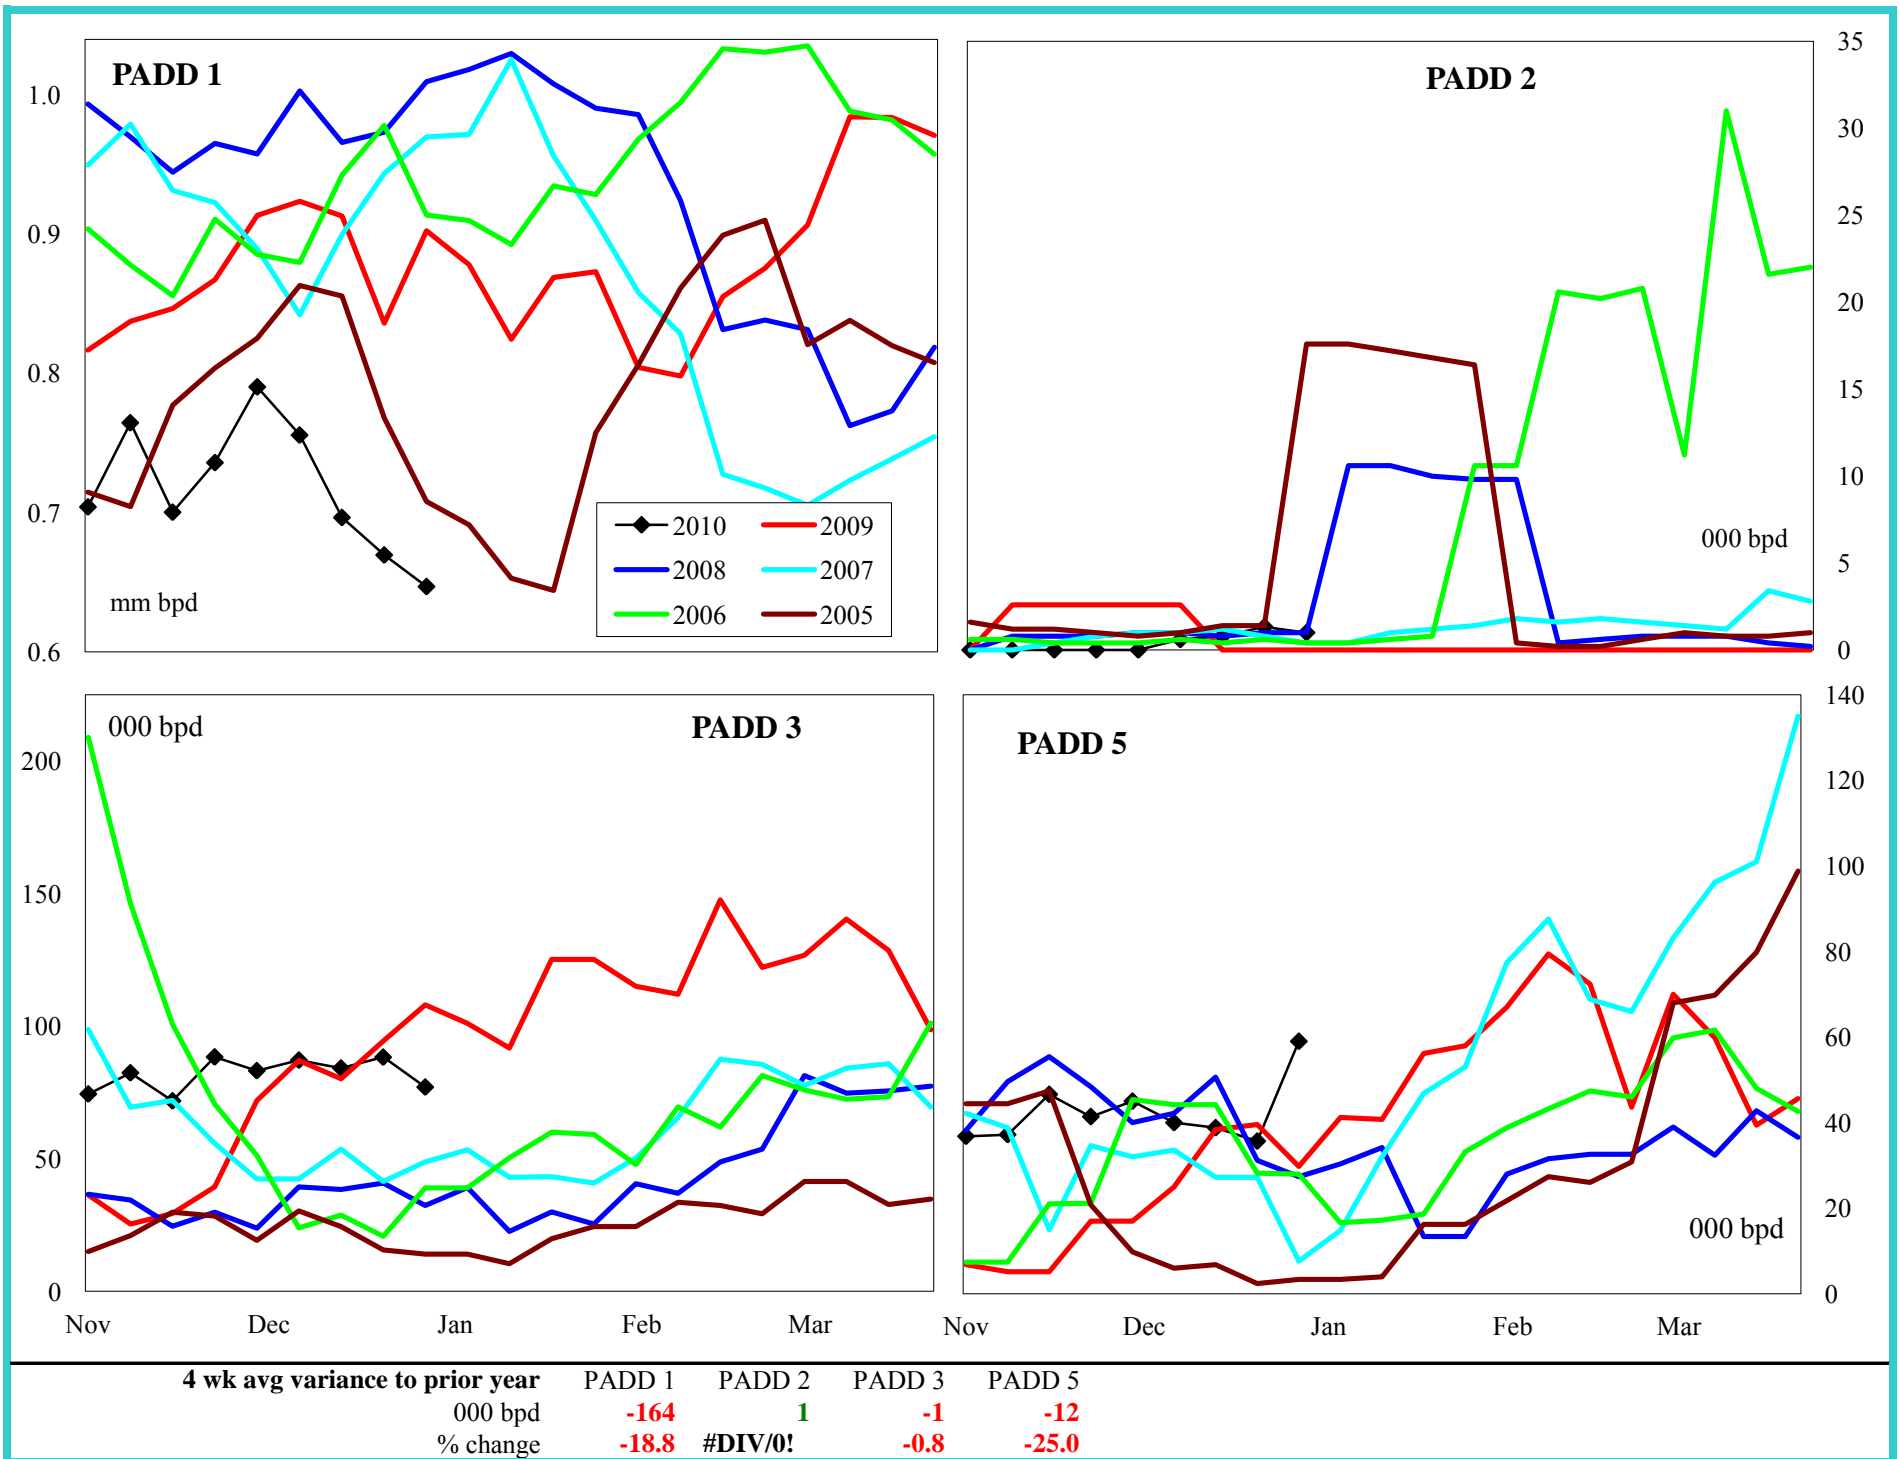 PADD 1
1.0
0.9
0.8
0.7
0.6
mm bpd
2010 2009
2008 2007
2006 2005
PADD 2
35
30
25
20
15
10
5
0
000 bpd
000 bpd
PADD 3
200
150
100
50
0
Nov Dec Jan Feb Mar
PADD 5
140
120
100
80
60
40
20
0
000 bpd
Nov Dec Jan Feb Mar
4 wk avg variance to prior year PADD 1 PADD 2 PADD 3 PADD 5
000 bpd -164 1 -1 -12
% change -18.8 #DIV/0! -0.8 -25.0